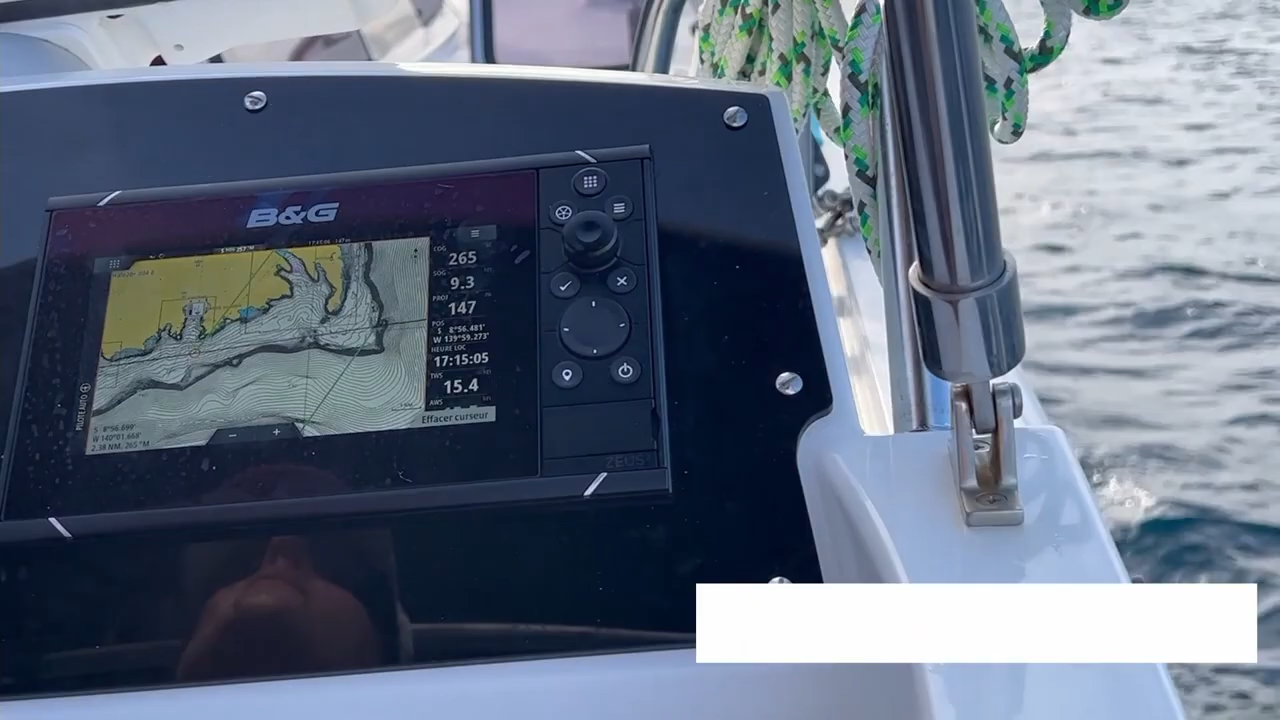 B&G
COG
265
SOG
9.3
PROF
147
POS
S 8°56.481'
W 139°59.273'
HEURE LOC
17:15:05
TWS
15.4
AWS
Effacer curseur
PILOTE AUTO
S 8°56.699'
W 140°01.668'
2.38 NM, 265 °M
ZEUS